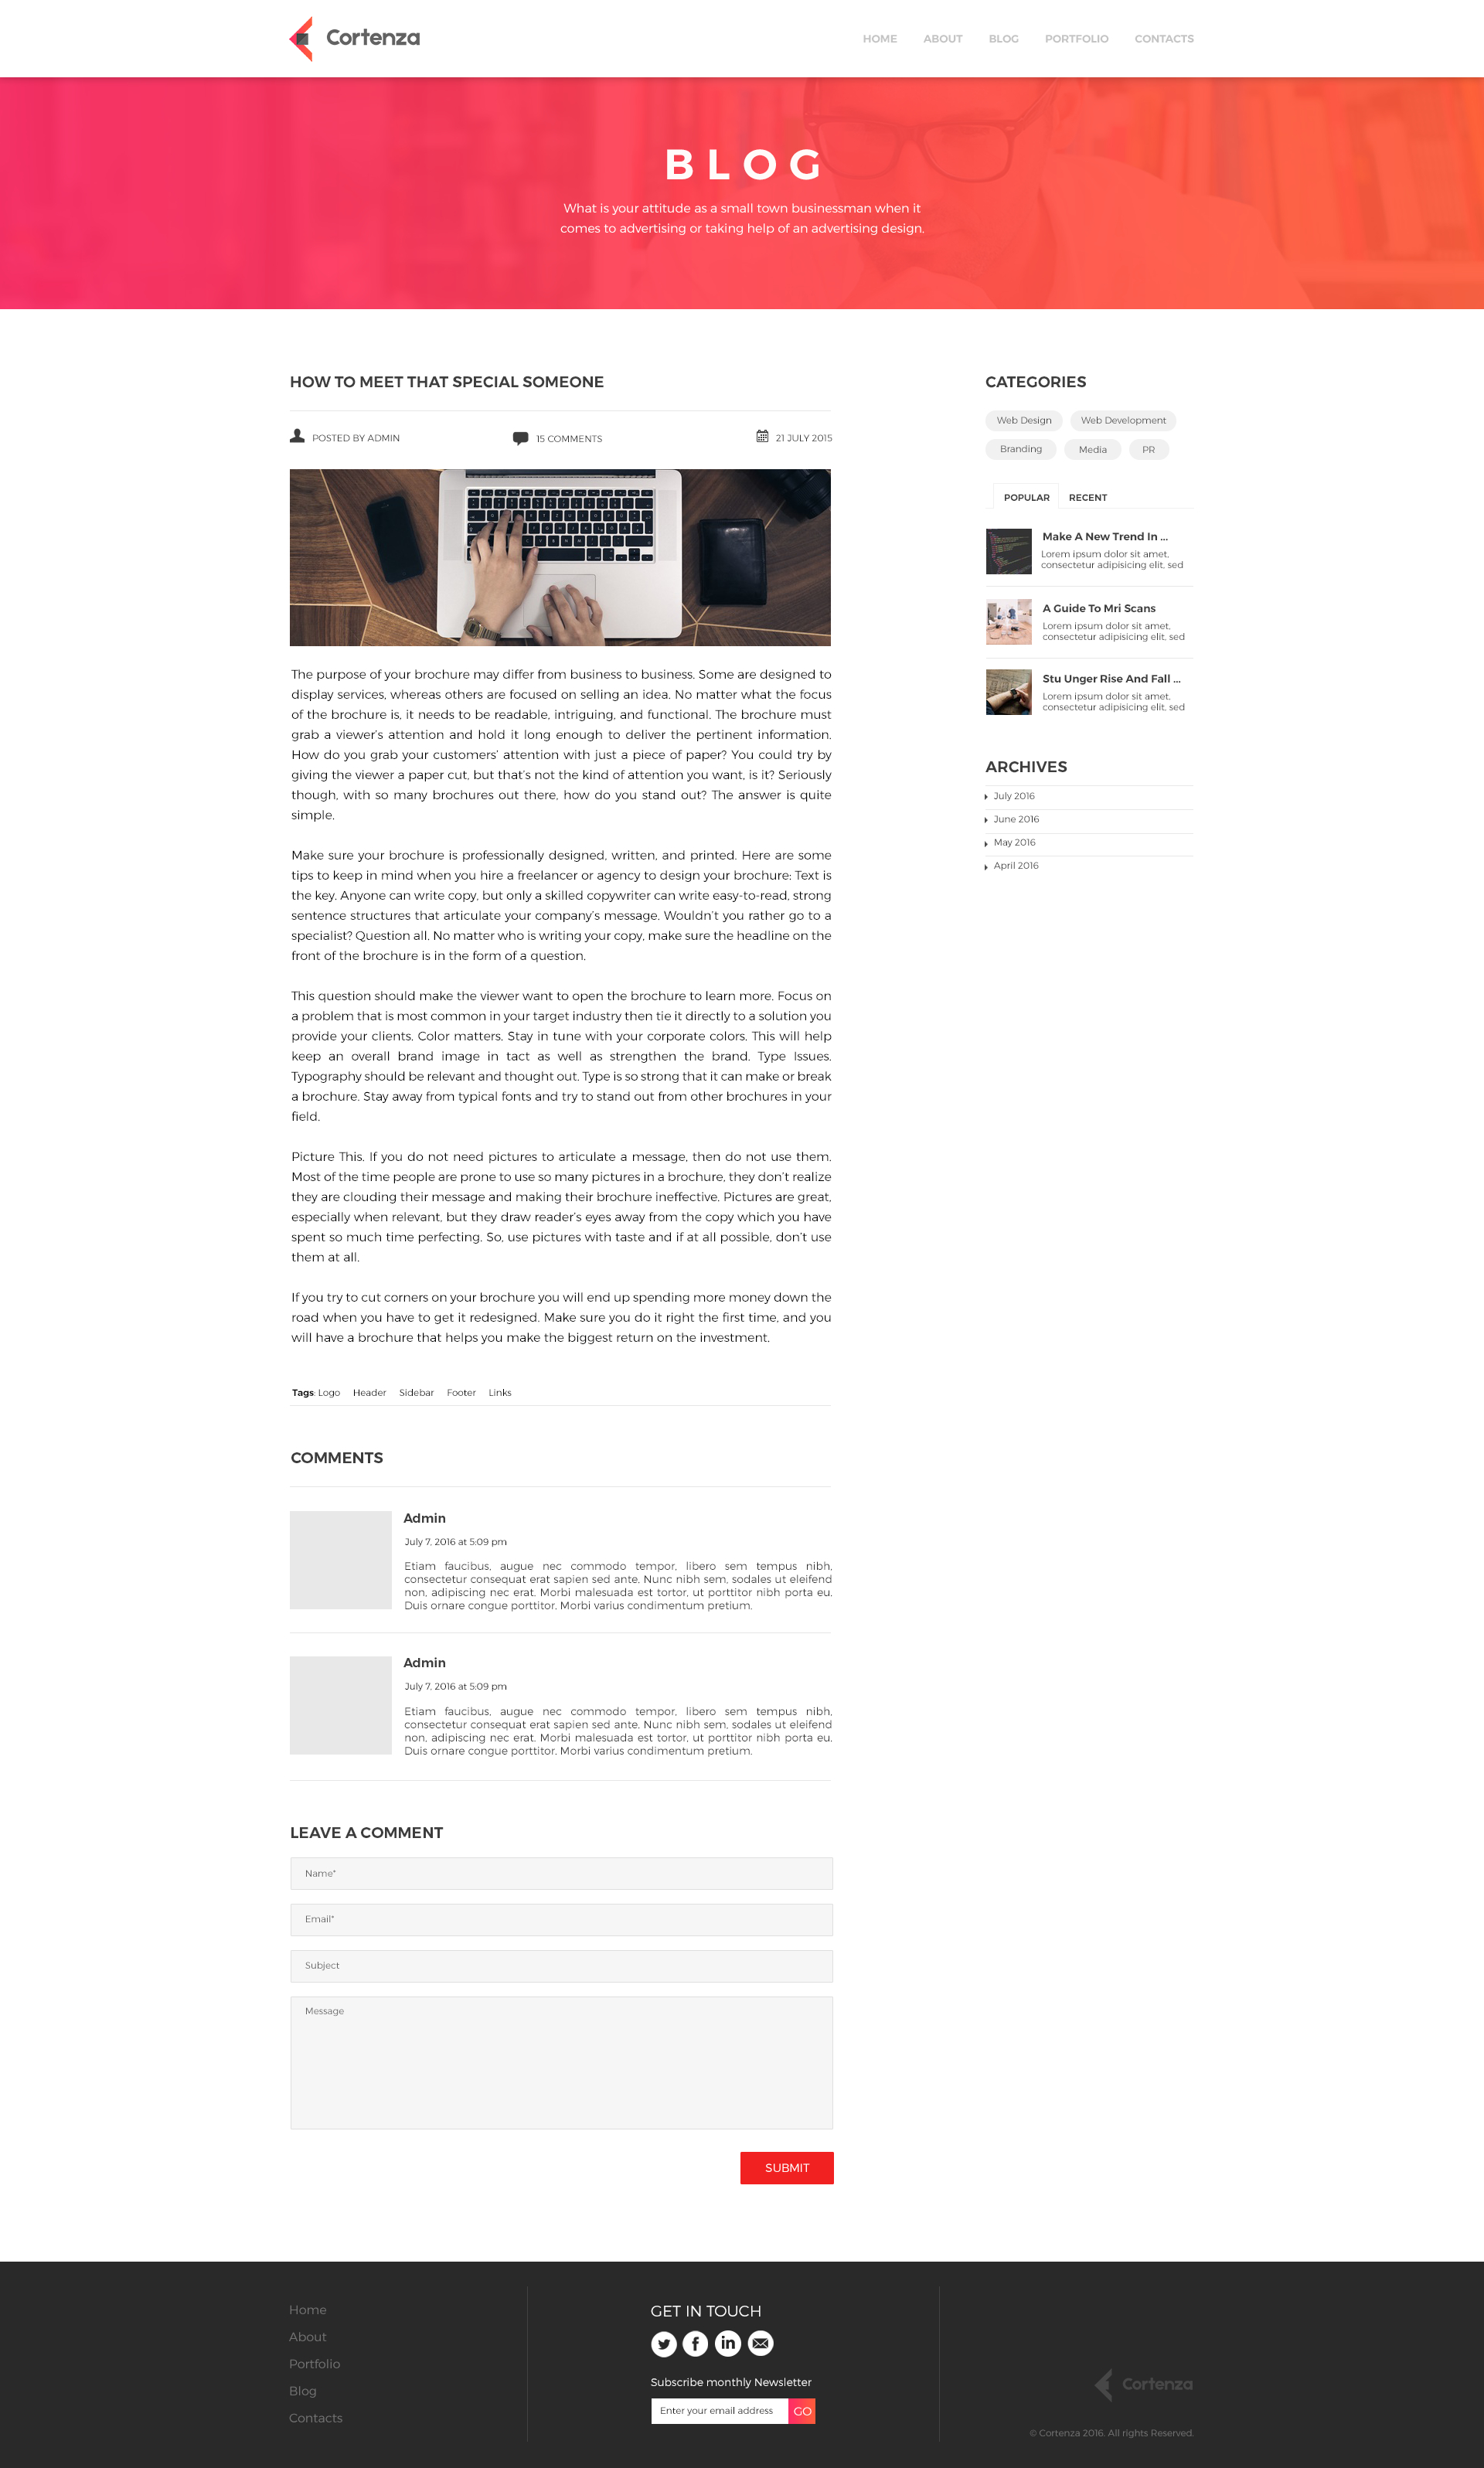 Cortenza
HOME ABOUT BLOG PORTFOLIO CONTACTS
BLOG
What is your attitude as a small town businessman when it
comes to advertising or taking help of an advertising design.
HOW TO MEET THAT SPECIAL SOMEONE
POSTED BY ADMIN 15 COMMENTS 21 JULY 2015
The purpose of your brochure may differ from business to business. Some are designed to
display services, whereas others are focused on selling an idea. No matter what the focus
of the brochure is, it needs to be readable, intriguing, and functional. The brochure must
grab a viewer's attention and hold it long enough to deliver the pertinent information.
How do you grab your customers' attention with just a piece of paper? You could try by
giving the viewer a paper cut, but that's not the kind of attention you want, is it? Seriously
though, with so many brochures out there, how do you stand out? The answer is quite
simple.
Make sure your brochure is professionally designed, written, and printed. Here are some
tips to keep in mind when you hire a freelancer or agency to design your brochure: Text is
the key. Anyone can write copy, but only a skilled copywriter can write easy-to-read, strong
sentence structures that articulate your company's message. Wouldn't you rather go to a
specialist? Question all. No matter who is writing your copy, make sure the headline on the
front of the brochure is in the form of a question.
This question should make the viewer want to open the brochure to learn more. Focus on
a problem that is most common in your target industry then tie it directly to a solution you
provide your clients. Color matters. Stay in tune with your corporate colors. This will help
keep an overall brand image in tact as well as strengthen the brand. Type Issues.
Typography should be relevant and thought out. Type is so strong that it can make or break
a brochure. Stay away from typical fonts and try to stand out from other brochures in your
field.
Picture This. If you do not need pictures to articulate a message, then do not use them.
Most of the time people are prone to use so many pictures in a brochure, they don't realize
they are clouding their message and making their brochure ineffective. Pictures are great,
especially when relevant, but they draw reader's eyes away from the copy which you have
spent so much time perfecting. So, use pictures with taste and if at all possible, don't use
them at all.
If you try to cut corners on your brochure you will end up spending more money down the
road when you have to get it redesigned. Make sure you do it right the first time, and you
will have a brochure that helps you make the biggest return on the investment.
Tags: Logo Header Sidebar Footer Links
COMMENTS
Admin
July 7, 2016 at 5:09 pm
Etiam faucibus, augue nec commodo tempor, libero sem tempus nibh,
consectetur consequat erat sapien sed ante. Nunc nibh sem, sodales ut eleifend
non, adipiscing nec erat. Morbi malesuada est tortor, ut porttitor nibh porta eu.
Duis ornare congue porttitor. Morbi varius condimentum pretium.
Admin
July 7, 2016 at 5:09 pm
Etiam faucibus, augue nec commodo tempor, libero sem tempus nibh,
consectetur consequat erat sapien sed ante. Nunc nibh sem, sodales ut eleifend
non, adipiscing nec erat. Morbi malesuada est tortor, ut porttitor nibh porta eu.
Duis ornare congue porttitor. Morbi varius condimentum pretium.
LEAVE A COMMENT
Name*
Email*
Subject
Message
SUBMIT
CATEGORIES
Web Design Web Development
Branding Media PR
POPULAR RECENT
Make A New Trend In ...
Lorem ipsum dolor sit amet,
consectetur adipisicing elit, sed
A Guide To Mri Scans
Lorem ipsum dolor sit amet,
consectetur adipisicing elit, sed
Stu Unger Rise And Fall ...
Lorem ipsum dolor sit amet,
consectetur adipisicing elit, sed
ARCHIVES
July 2016
June 2016
May 2016
April 2016
Home
About
Portfolio
Blog
Contacts
GET IN TOUCH
Subscribe monthly Newsletter
Enter your email address GO
Cortenza
© Cortenza 2016. All rights Reserved.